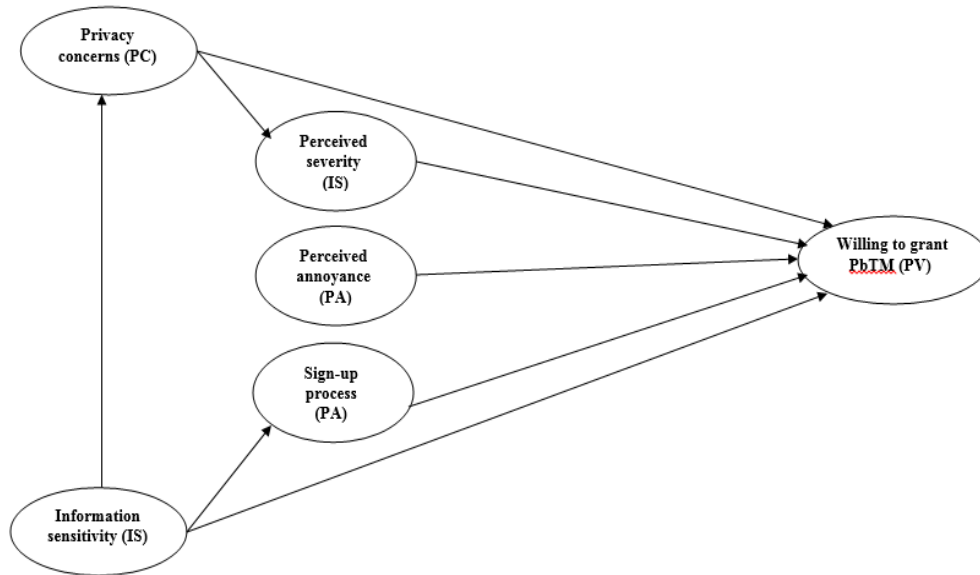 Privacy
concerns (PC)
Perceived
severity
(IS)
Perceived
annoyance
(PA)
Willing to grant
PbTM (PV)
Sign-up
process
(PA)
Information
sensitivity (IS)